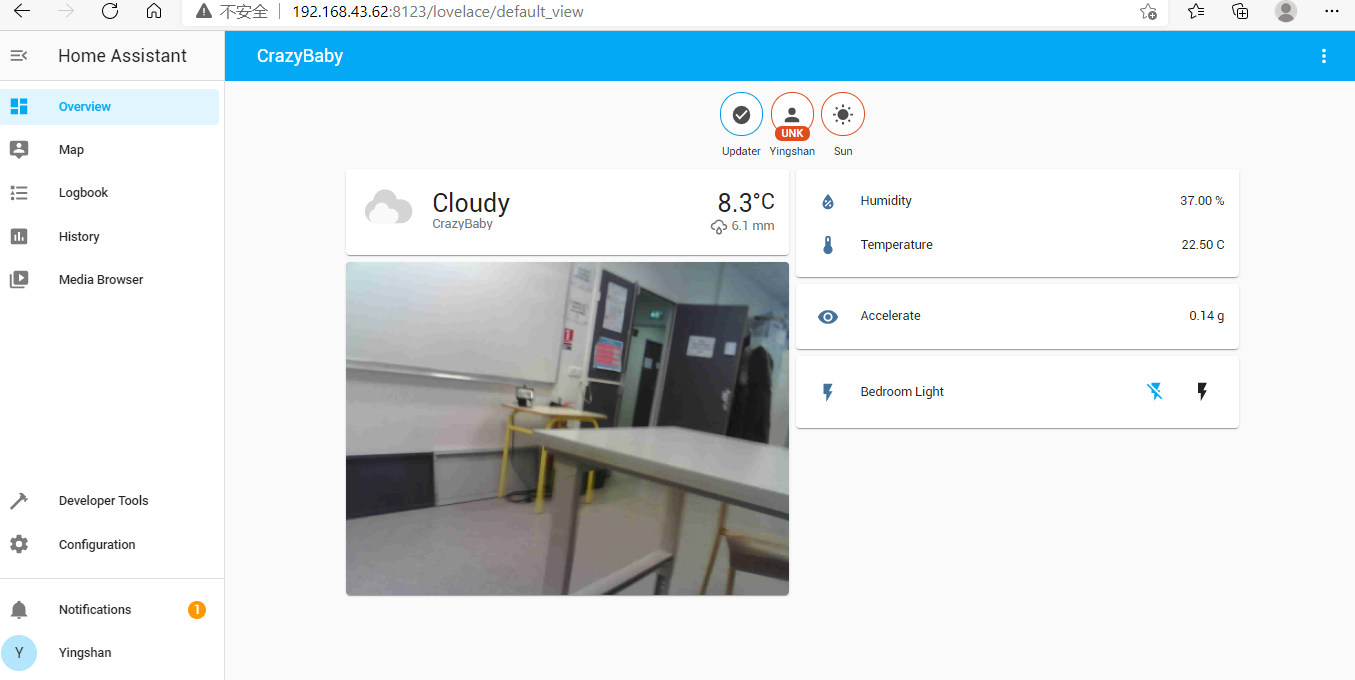 不安全 192.168.43.62:8123/lovelace/default_view
Home Assistant
CrazyBaby
Overview
Map
Logbook
History
Media Browser
Developer Tools
Configuration
Notifications 1
Y Yingshan
UNK
Updater Yingshan Sun
Cloudy 8.3°C
CrazyBaby 6.1 mm
Humidity 37.00 %
Temperature 22.50 C
Accelerate 0.14 g
Bedroom Light